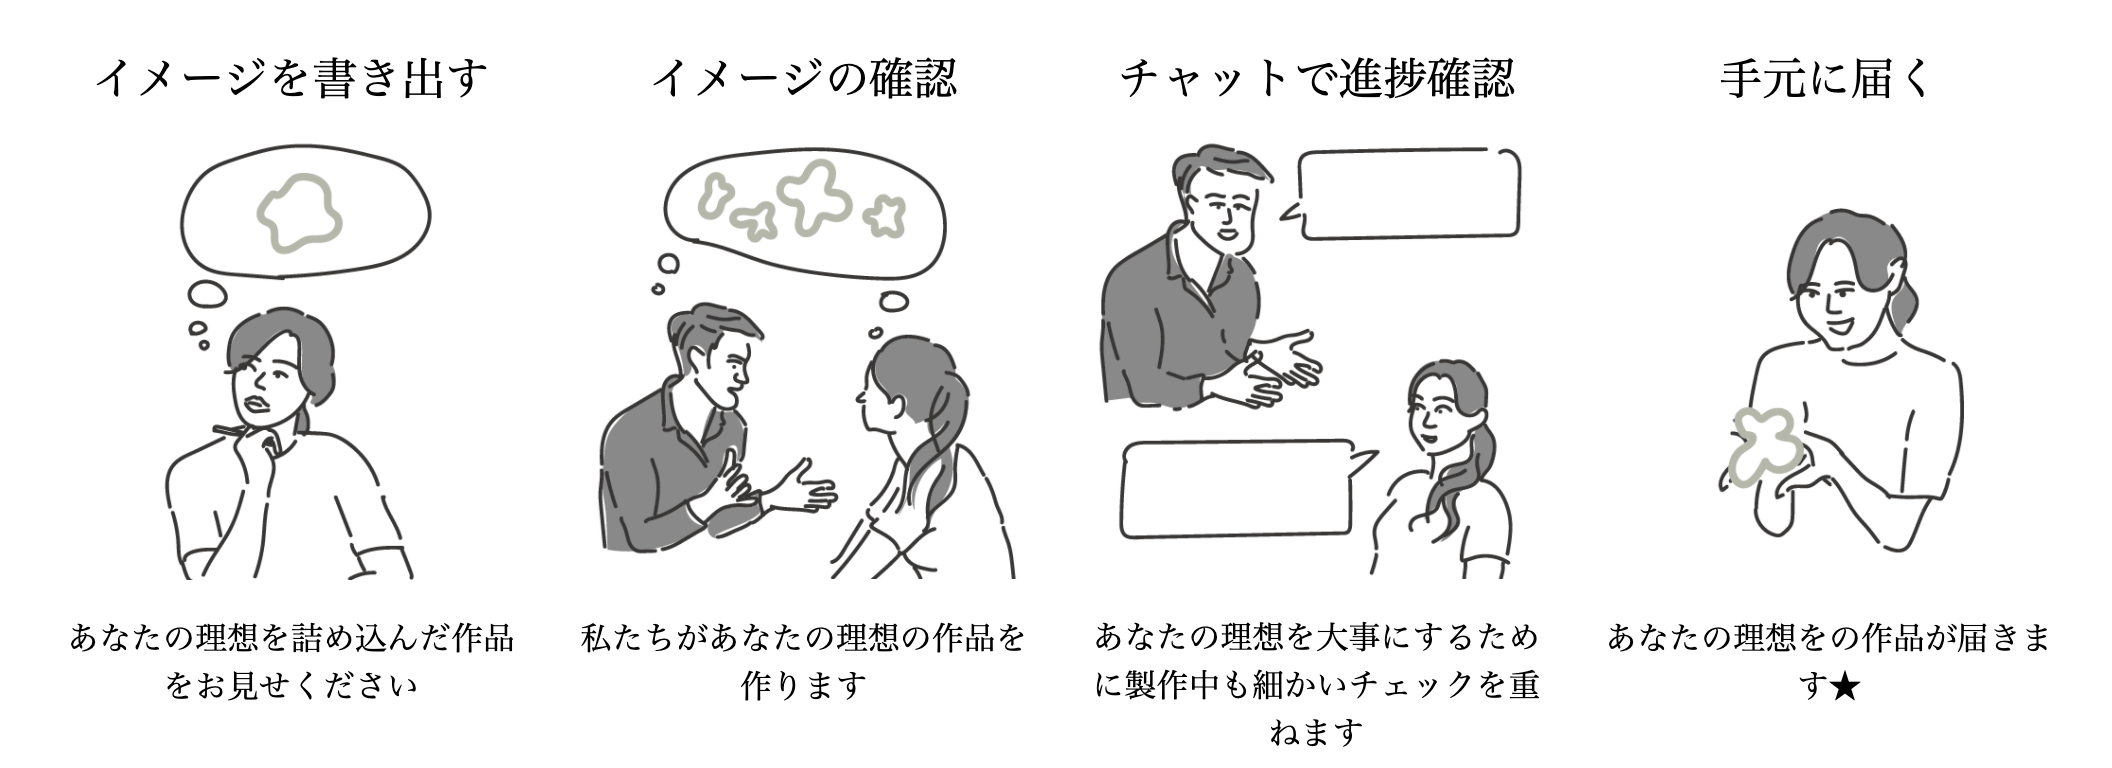 イメージを書き出す
イメージの確認
チャットで進捗確認
手元に届く
あなたの理想を詰め込んだ作品
をお見せください
私たちがあなたの理想の作品を
作ります
あなたの理想を大事にするため
に製作中も細かいチェックを重
ねます
あなたの理想をの作品が届きま
す★